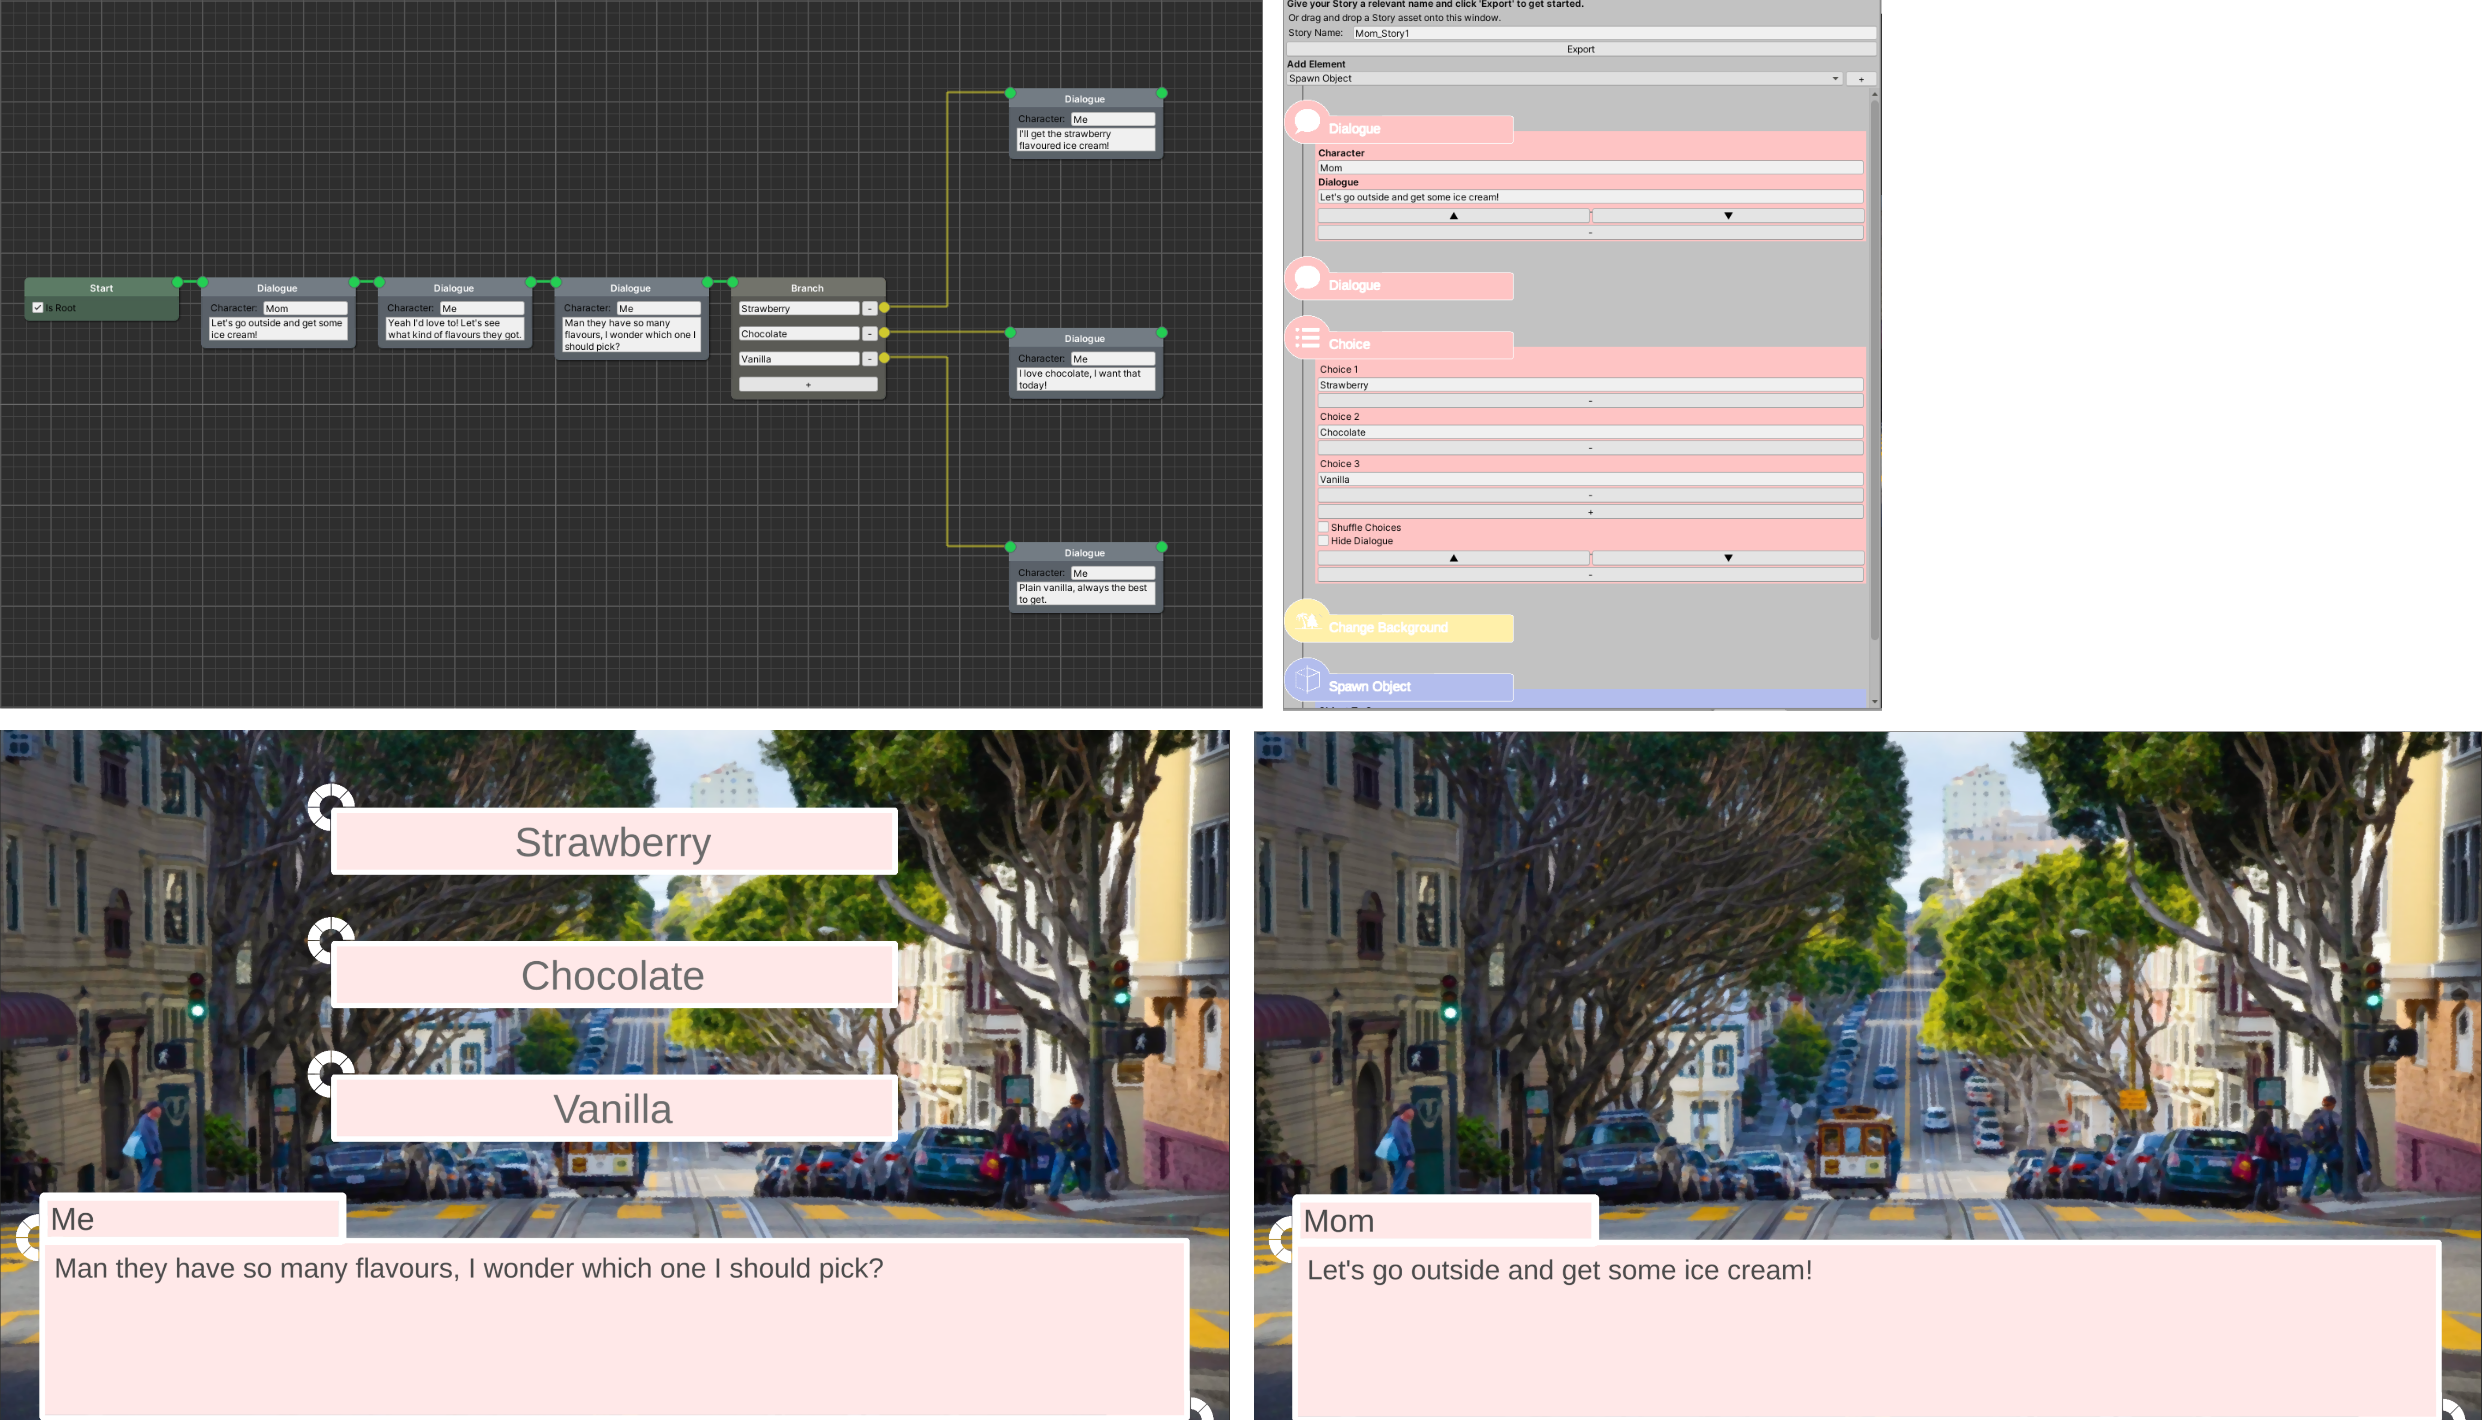 Start
Is Root
Dialogue
Character: Mom
Let's go outside and get some
ice cream!
Dialogue
Character: Me
Yeah I'd love to! Let's see
what kind of flavours they got.
Dialogue
Character: Me
Man they have so many
flavours, I wonder which one I
should pick?
Branch
Strawberry -
Chocolate -
Vanilla -
+
Dialogue
Character: Me
I'll get the strawberry
flavoured ice cream!
Dialogue
Character: Me
I love chocolate, I want that
today!
Dialogue
Character: Me
Plain vanilla, always the best
to get.
Give your Story a relevant name and click 'Export' to get started.
Or drag and drop a Story asset onto this window.
Story Name: Mom_Story1
Export
Add Element
Spawn Object +
Dialogue
Character
Mom
Dialogue
Let's go outside and get some ice cream!
▲ ▼
-
Dialogue
Choice
Choice 1
Strawberry
-
Choice 2
Chocolate
-
Choice 3
Vanilla
-
+
Shuffle Choices
Hide Dialogue
▲ ▼
-
Change Background
Spawn Object
Strawberry
Chocolate
Vanilla
Me
Man they have so many flavours, I wonder which one I should pick?
Mom
Let's go outside and get some ice cream!